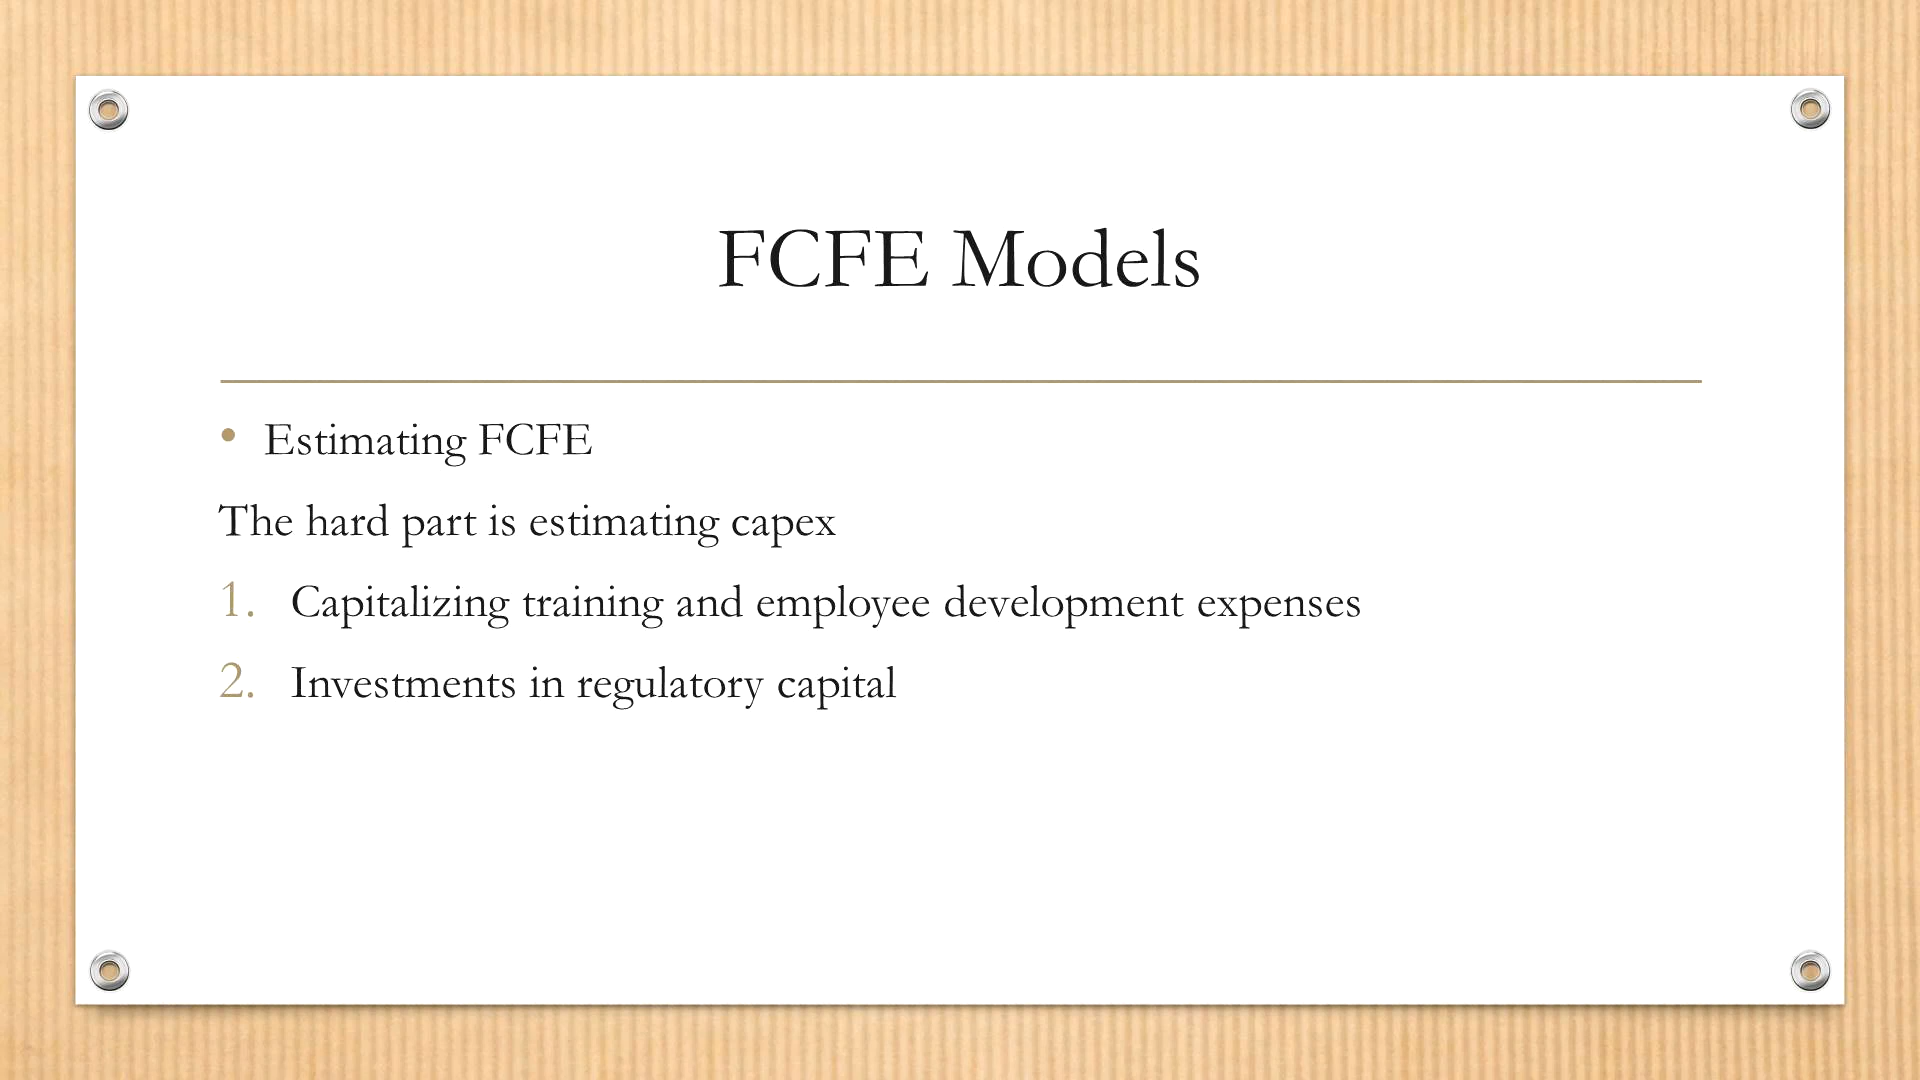 FCFE Models
• Estimating FCFE
The hard part is estimating capex
1. Capitalizing training and employee development expenses
2. Investments in regulatory capital